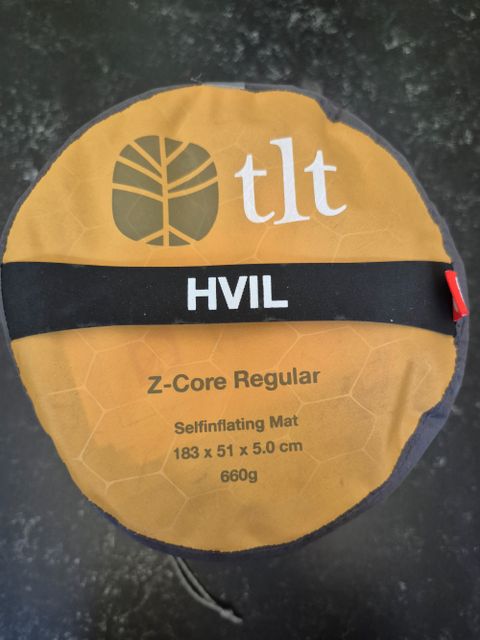 tlt
HVIL
Z-Core Regular
Selfinflating Mat
183 x 51 x 5.0 cm
660g